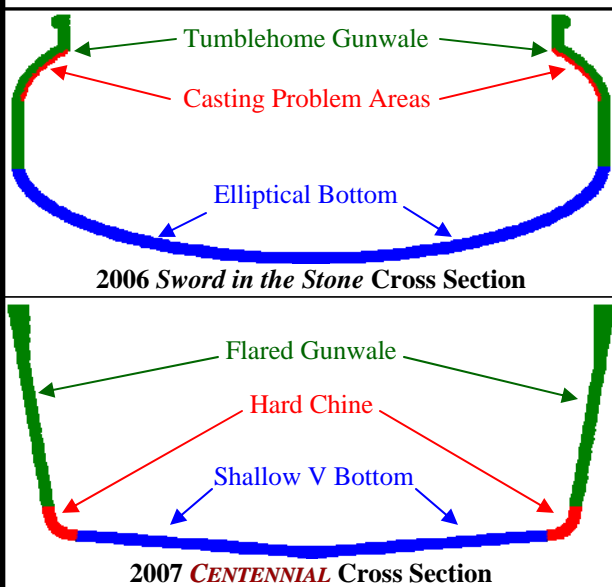 Tumblehome Gunwale
Casting Problem Areas
Elliptical Bottom
2006 Sword in the Stone Cross Section
Flared Gunwale
Hard Chine
Shallow V Bottom
2007 CENTENNIAL Cross Section